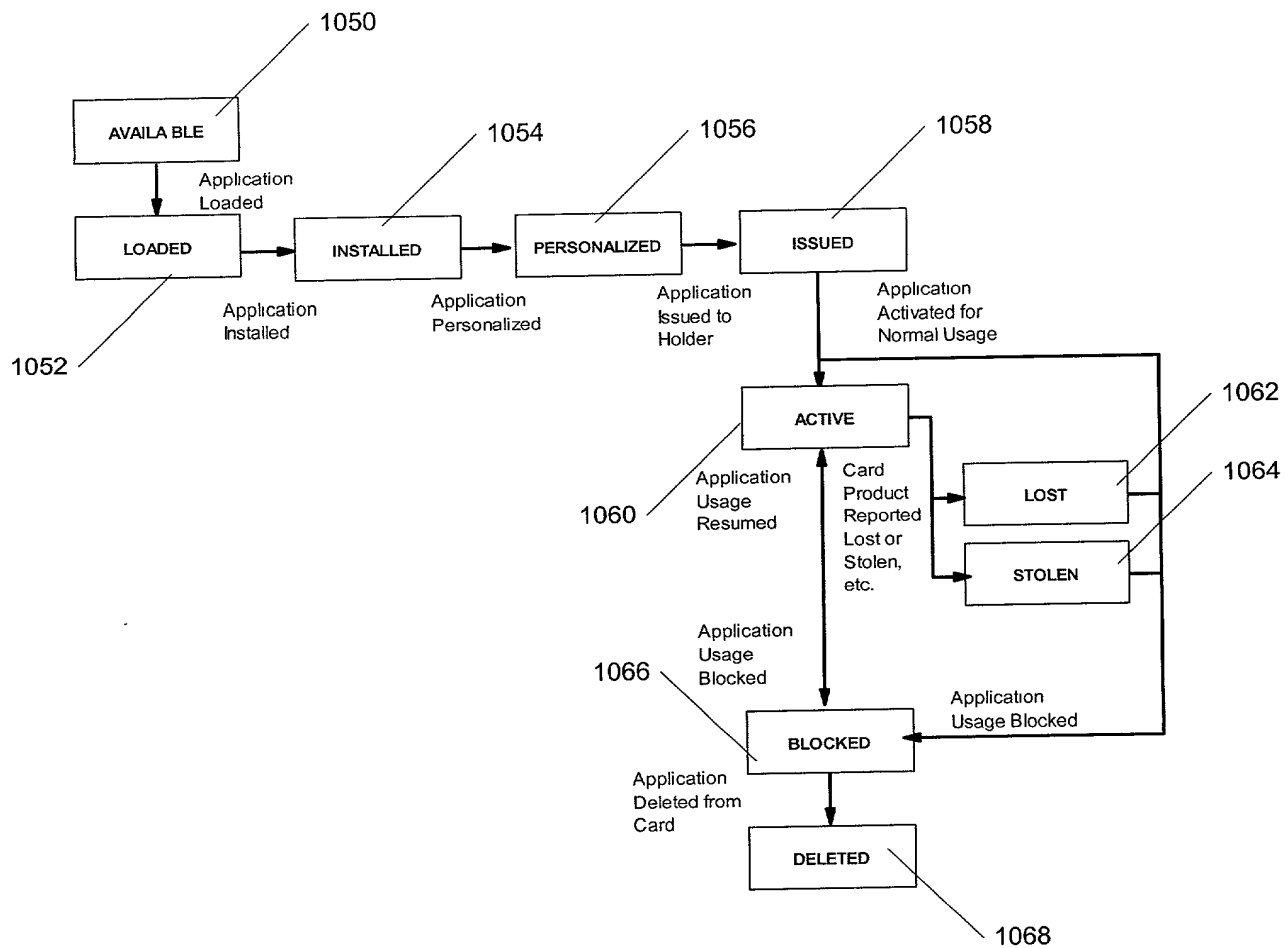 1050
AVAILA BLE
Application
Loaded
1052
LOADED
1054
INSTALLED
Application
Installed
1056
PERSONALIZED
Application
Personalized
1058
ISSUED
Application
Issued to
Holder
Application
Activated for
Normal Usage
1060
ACTIVE
Application
Usage
Resumed
Card
Product
Reported
Lost or
Stolen,
etc.
1062
LOST
1064
STOLEN
Application
Usage
Blocked
1066
BLOCKED
Application
Usage Blocked
Application
Deleted from
Card
DELETED
1068